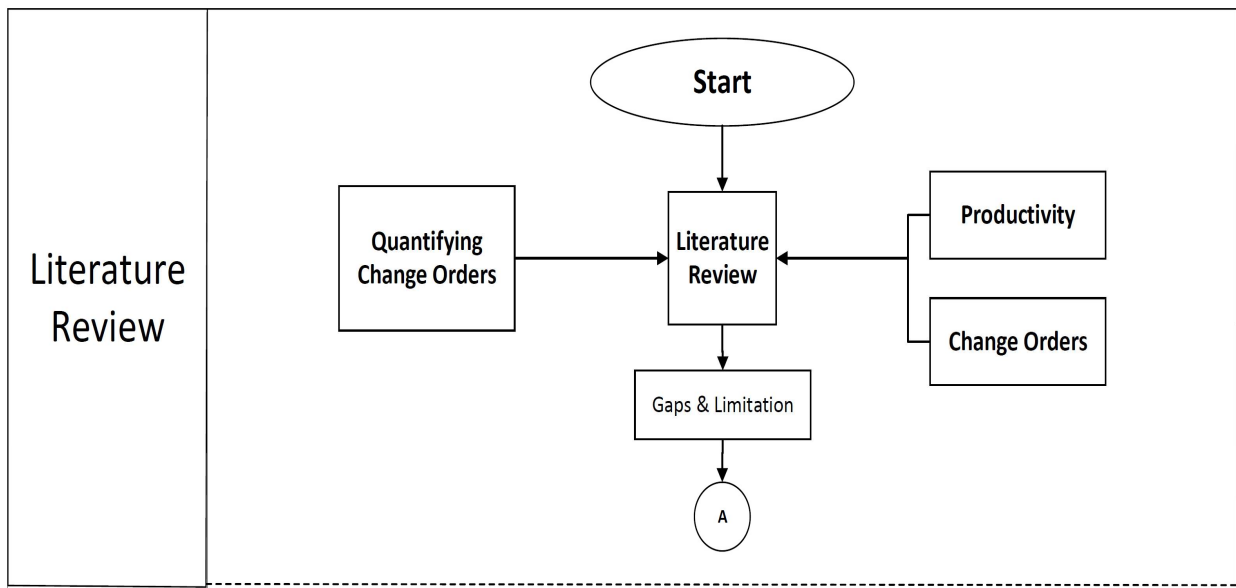 Literature
Review
Start
Quantifying
Change Orders
Literature
Review
Productivity
Change Orders
Gaps & Limitation
A